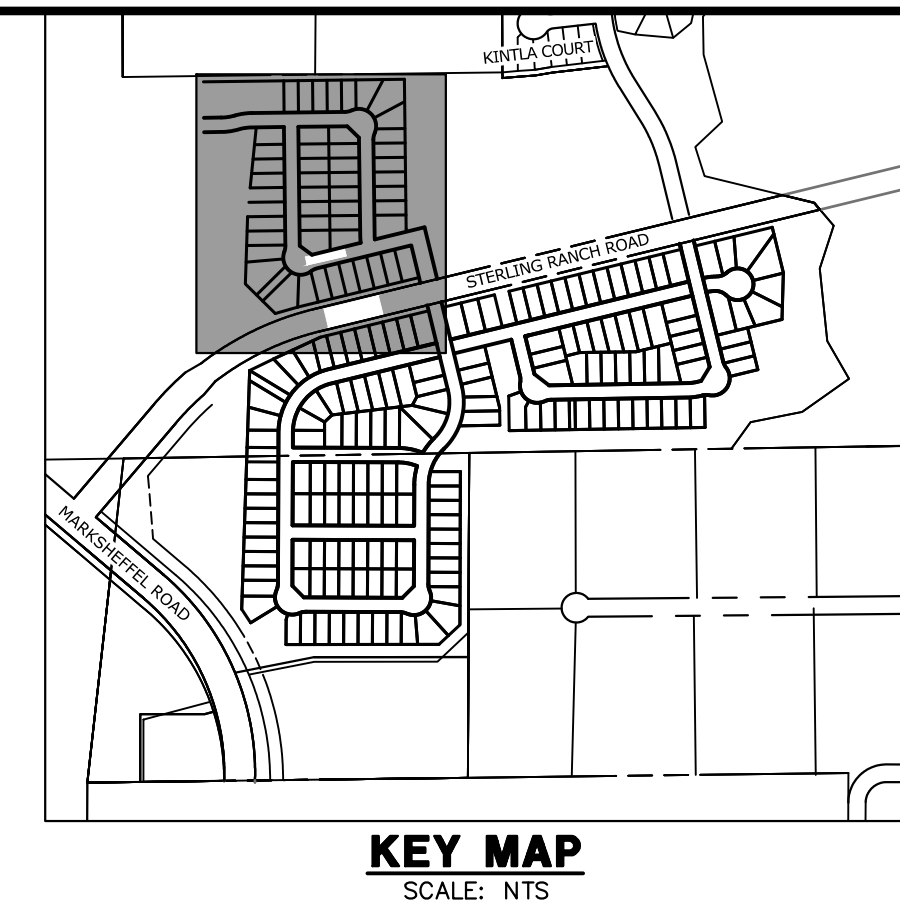 KINTLA COURT
STERLING RANCH ROAD
MARKSHEFFEL ROAD
KEY MAP
SCALE: NTS